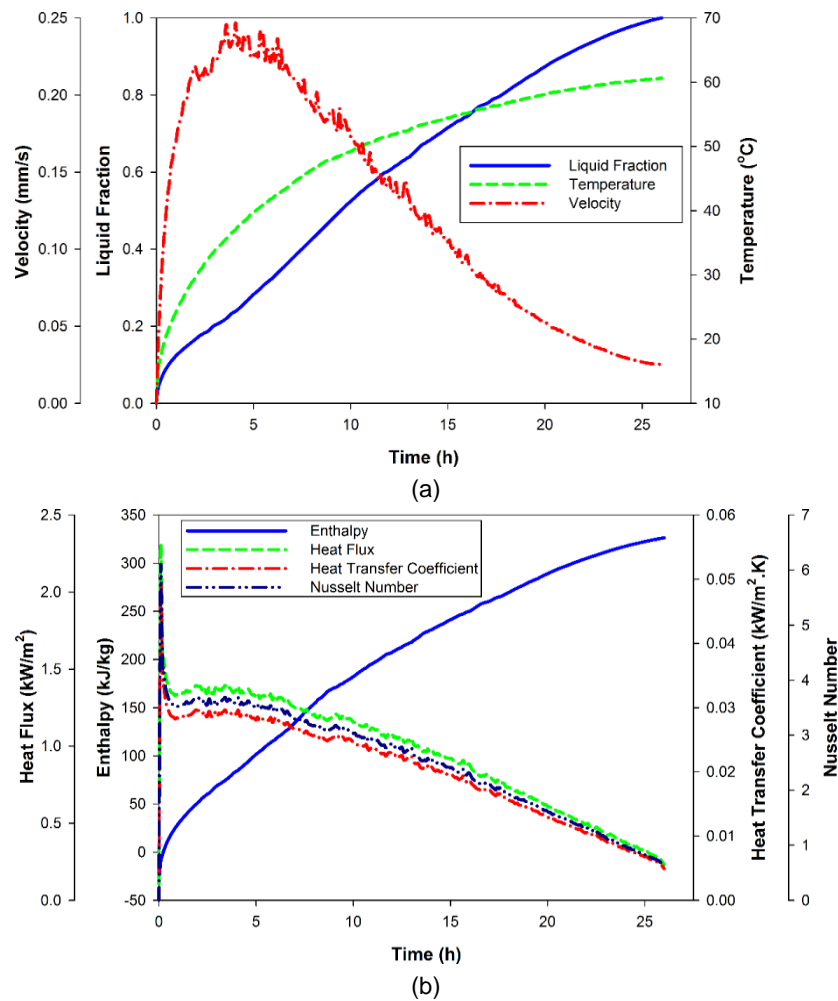 Velocity (mm/s)
0.25
0.20
0.15
0.10
0.05
0.00
Liquid Fraction
1.0
0.8
0.6
0.4
0.2
0.0
Liquid Fraction
Temperature
Velocity
Temperature (°C)
70
60
50
40
30
20
10
0 5 10 15 20 25
Time (h)
(a)
Heat Flux (kW/m²)
2.5
2.0
1.5
1.0
0.5
0.0
Enthalpy (kJ/kg)
350
300
250
200
150
100
50
0
-50
Enthalpy
Heat Flux
Heat Transfer Coefficient
Nusselt Number
Heat Transfer Coefficient (kW/m².K)
0.06
0.05
0.04
0.03
0.02
0.01
0.00
Nusselt Number
7
6
5
4
3
2
1
0
0 5 10 15 20 25
Time (h)
(b)